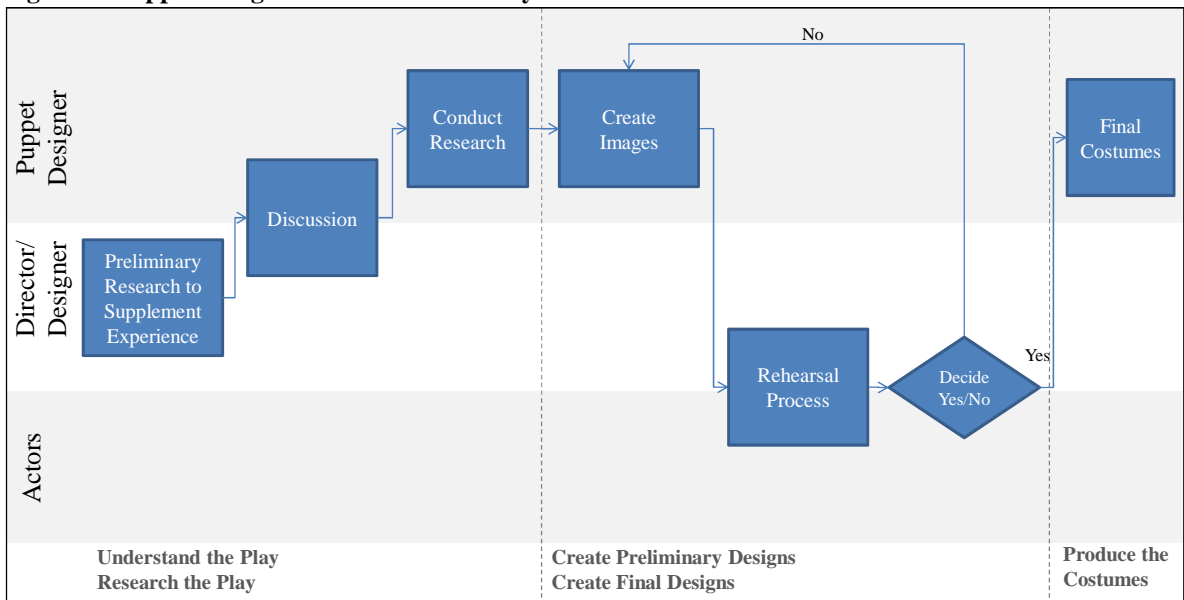 No
Puppet
Designer
Conduct
Research
Create
Images
Final
Costumes
Discussion
Director/
Designer
Preliminary
Research to
Supplement
Experience
Rehearsal
Process
Decide
Yes/No
Yes
Actors
Understand the Play
Research the Play
Create Preliminary Designs
Create Final Designs
Produce the
Costumes